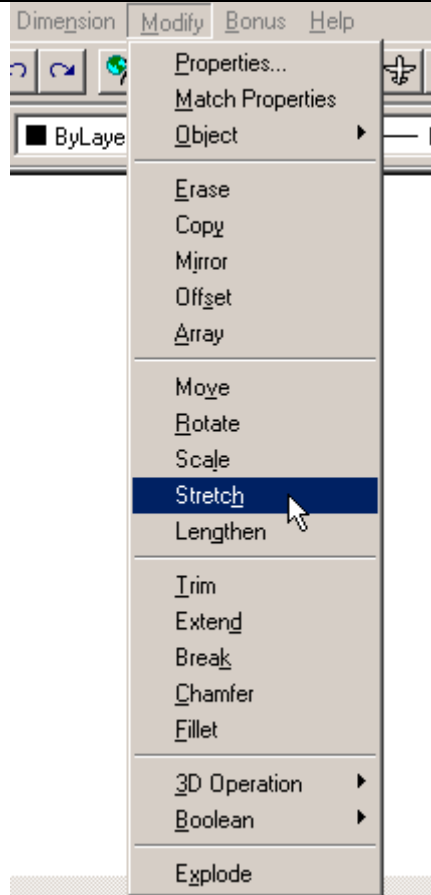 Dimension Modify Bonus Help
Properties...
Match Properties
ByLaye
Object
Erase
Copy
Mirror
Offset
Array
Move
Rotate
Scale
Stretch
Lengthen
Trim
Extend
Break
Chamfer
Fillet
3D Operation
Boolean
Explode